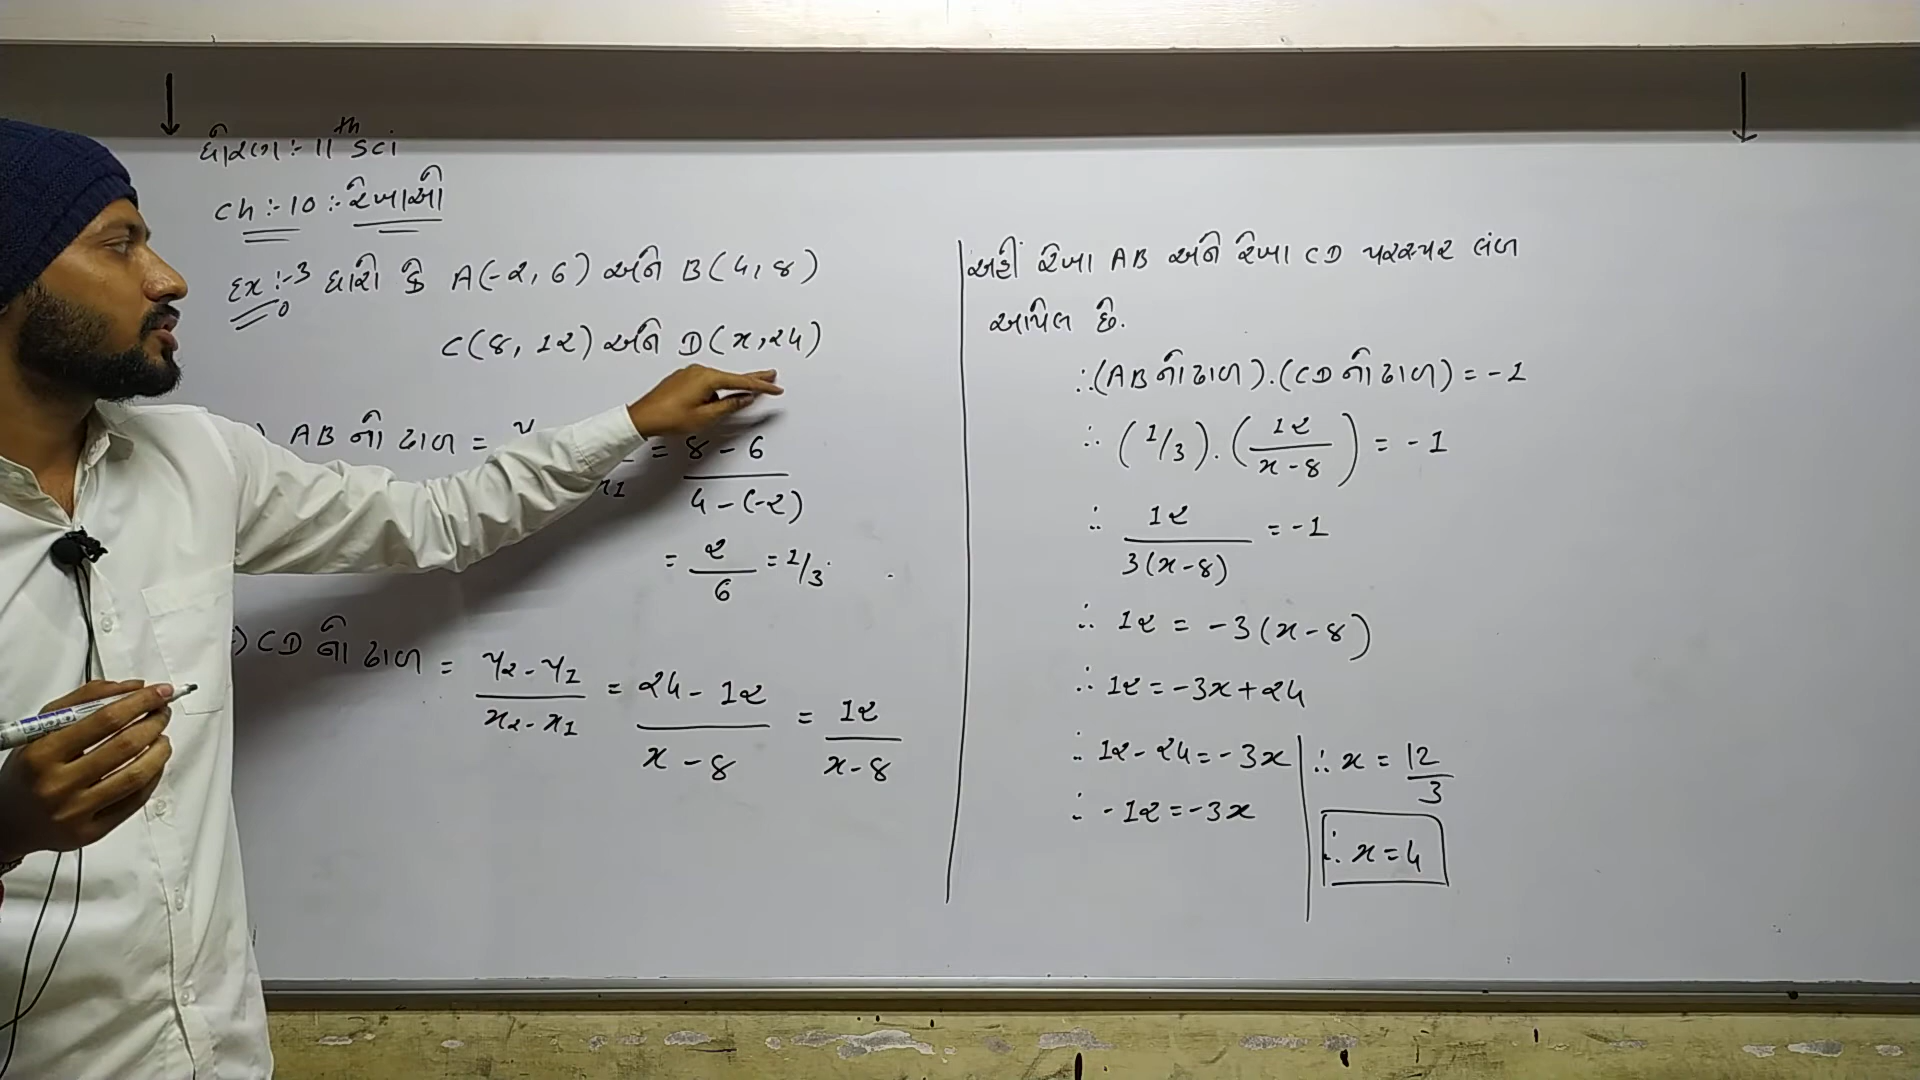 ધોરણ :- 11th Sci
Ch :- 10 :- રેખાઓ
Ex :- 3 ધારો કે A(-2, 6) અને B(4, 8)
C(8, 12) અને D(x, 24)
) AB નો ઢાળ = = 8 - 6 / 4 - (-2)
= 2/6 = 1/3
) CD નો ઢાળ = y2 - y1 / x2 - x1 = 24 - 12 / x - 8 = 12 / x - 8
અહીં રેખા AB અને રેખા CD પરસ્પર લંબ
આપેલ છે.
∴ (AB નો ઢાળ) . (CD નો ઢાળ) = -1
∴ (1/3) . (12 / x - 8) = -1
∴ 12 / 3(x - 8) = -1
∴ 12 = -3(x - 8)
∴ 12 = -3x + 24
∴ 12 - 24 = -3x
∴ -12 = -3x
∴ x = 12/3
∴ x = 4